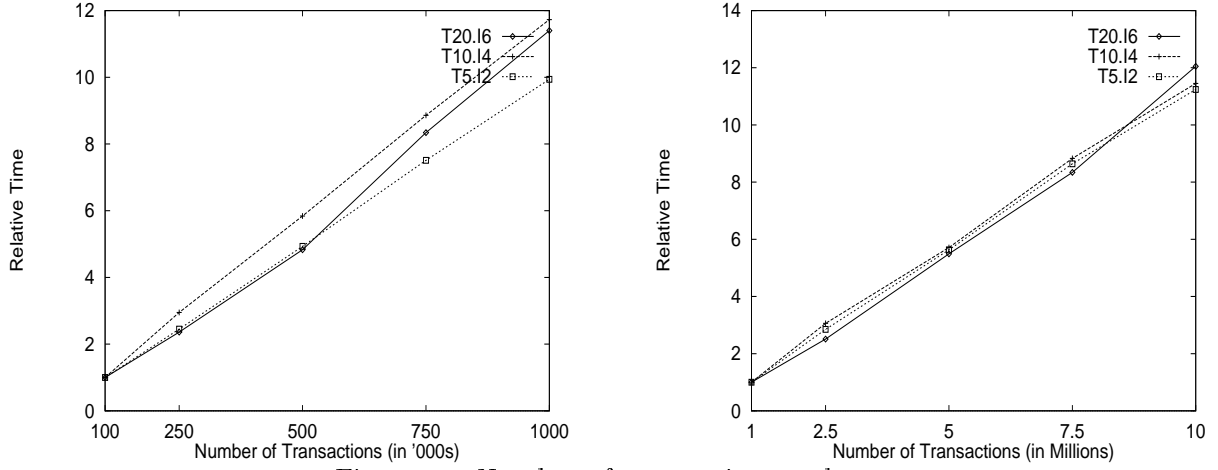 12
10
8
6
4
2
0
Relative Time
T20.I6
T10.I4
T5.I2
100 250 500 750 1000
Number of Transactions (in '000s)
14
12
10
8
6
4
2
0
Relative Time
T20.I6
T10.I4
T5.I2
1 2.5 5 7.5 10
Number of Transactions (in Millions)